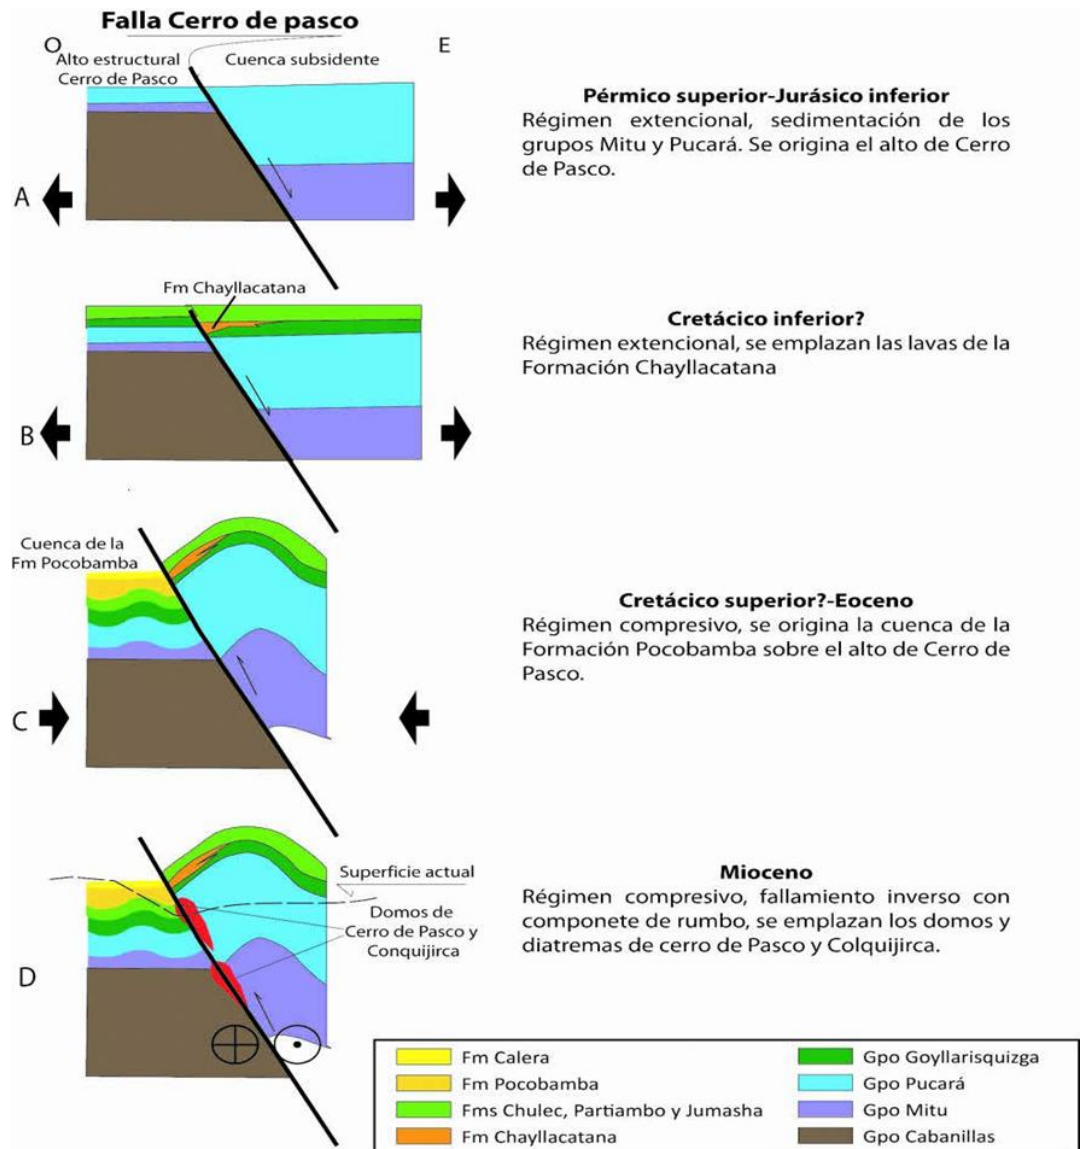 Falla Cerro de pasco
O
E
Alto estructural
Cerro de Pasco
Cuenca subsidente
A
Pérmico superior-Jurásico inferior
Régimen extencional, sedimentación de los
grupos Mitu y Pucará. Se origina el alto de Cerro
de Pasco.
Fm Chayllacatana
B
Cretácico inferior?
Régimen extencional, se emplazan las lavas de la
Formación Chayllacatana
Cuenca de la
Fm Pocobamba
C
Cretácico superior?-Eoceno
Régimen compresivo, se origina la cuenca de la
Formación Pocobamba sobre el alto de Cerro de
Pasco.
Superficie actual
Domos de
Cerro de Pasco y
Conquijirca
D
Mioceno
Régimen compresivo, fallamiento inverso con
componete de rumbo, se emplazan los domos y
diatremas de cerro de Pasco y Colquijirca.
Fm Calera
Fm Pocobamba
Fms Chulec, Partiambo y Jumasha
Fm Chayllacatana
Gpo Goyllarisquizga
Gpo Pucará
Gpo Mitu
Gpo Cabanillas